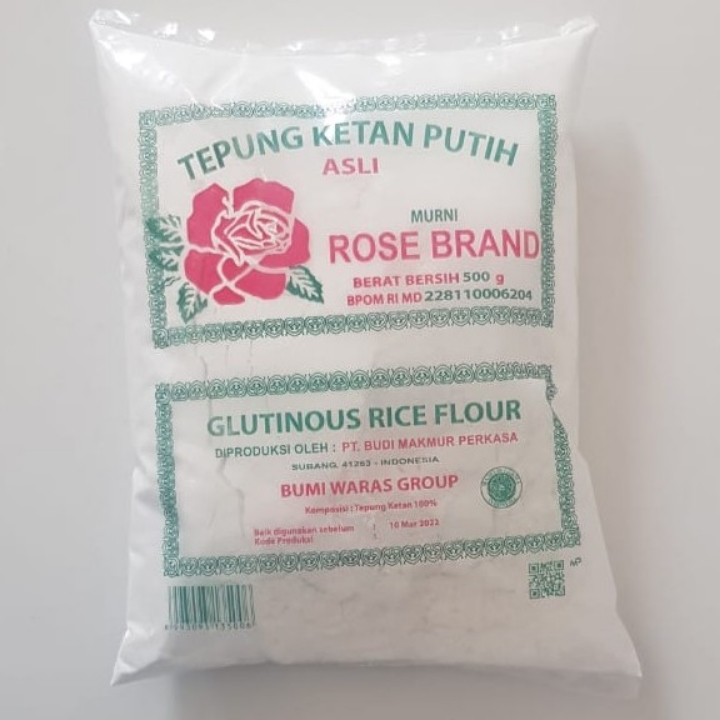 TEPUNG KETAN PUTIH
ASLI
MURNI
ROSE BRAND
BERAT BERSIH 500 g
BPOM RI MD 228110006204
GLUTINOUS RICE FLOUR
DIPRODUKSI OLEH : PT. BUDI MAKMUR PERKASA
SUBANG, 41263 - INDONESIA
BUMI WARAS GROUP
Komposisi : Tepung Ketan 100%
Baik digunakan sebelum : 10 Mar 2022
Kode Produksi :